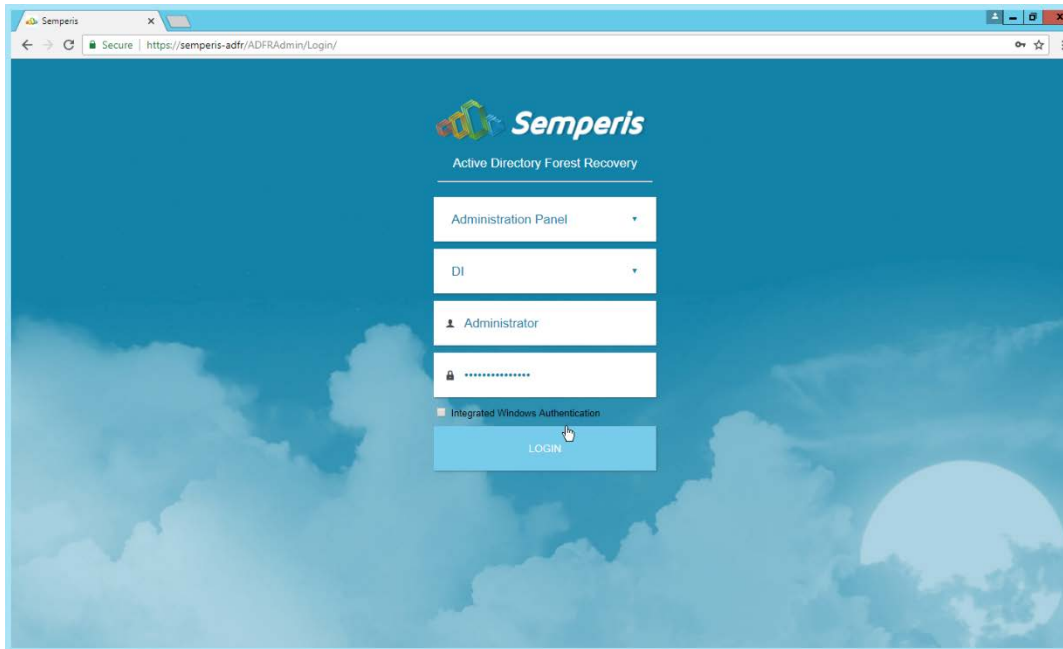 Semperis
Secure | https://semperis-adfr/ADFRAdmin/Login/
Semperis
Active Directory Forest Recovery
Administration Panel
DI
Administrator
•••••••••••••••
Integrated Windows Authentication
LOGIN